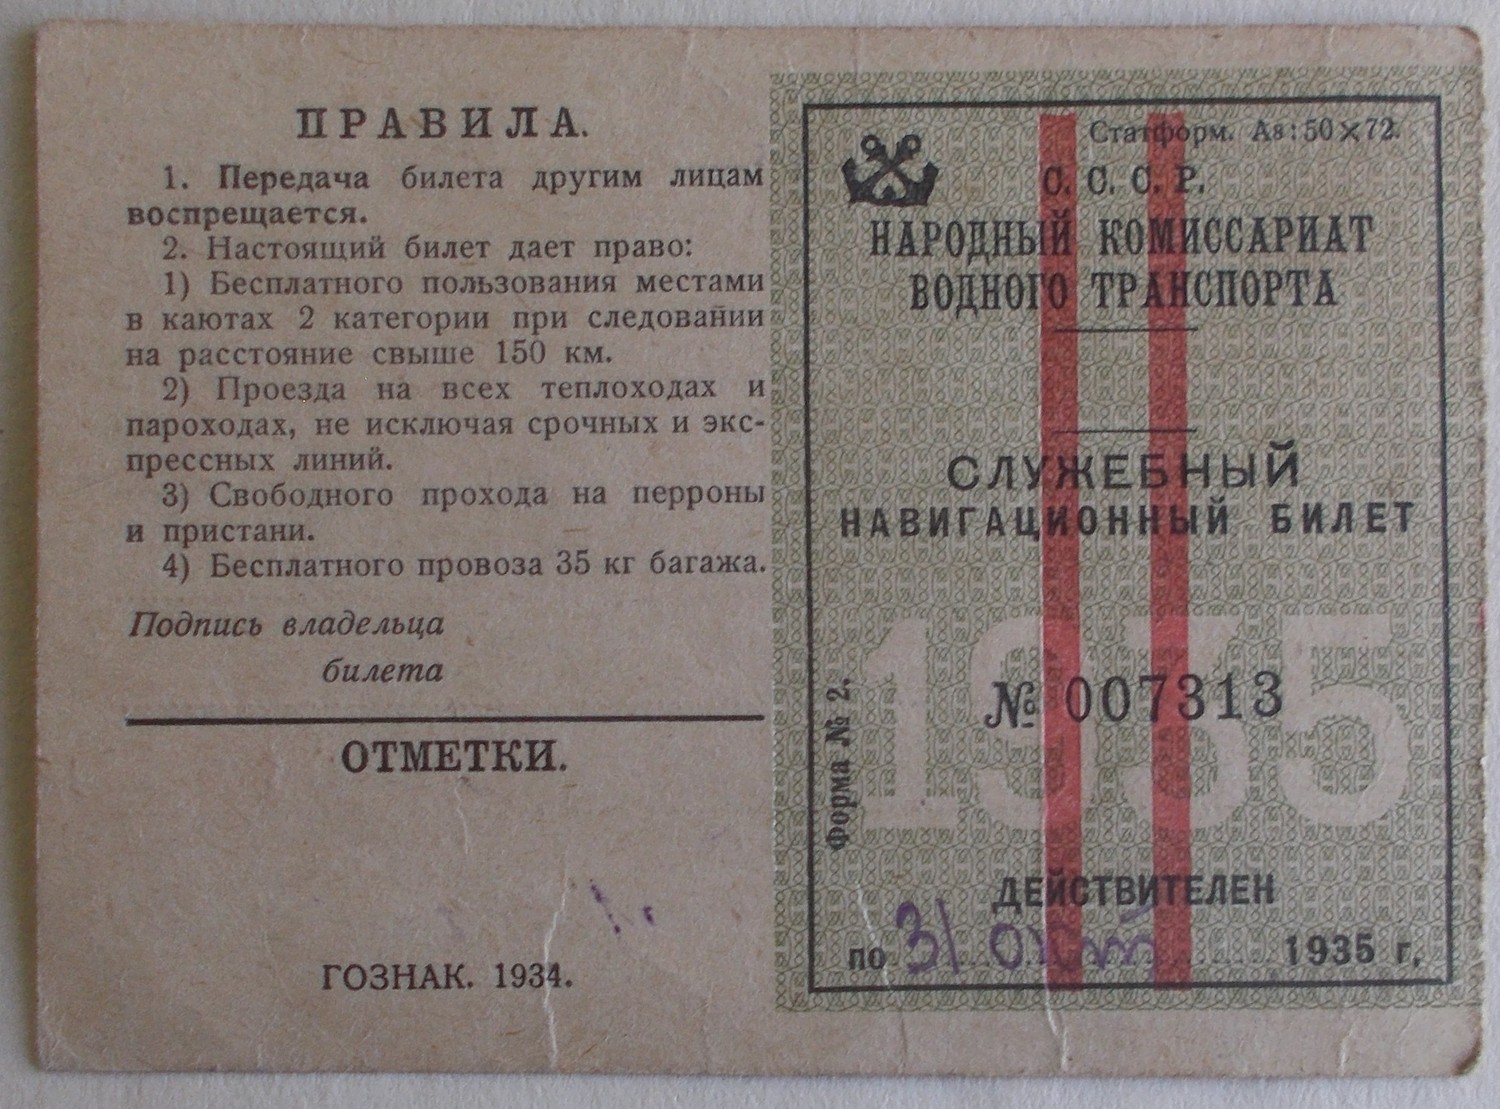 ПРАВИЛА.
1. Передача билета другим лицам
воспрещается.
2. Настоящий билет дает право:
1) Бесплатного пользования местами
в каютах 2 категории при следовании
на расстояние свыше 150 км.
2) Проезда на всех теплоходах и
пароходах, не исключая срочных и экс-
прессных линий.
3) Свободного прохода на перроны
и пристани.
4) Бесплатного провоза 35 кг багажа.
Подпись владельца
билета
ОТМЕТКИ.
ГОЗНАК. 1934.
Статформ. А8:50×72.
С. С. С. Р.
НАРОДНЫЙ КОМИССАРИАТ
ВОДНОГО ТРАНСПОРТА
СЛУЖЕБНЫЙ
НАВИГАЦИОННЫЙ БИЛЕТ
1935
№ 007313
Форма № 2.
ДЕЙСТВИТЕЛЕН
по 31 окт 1935 г.